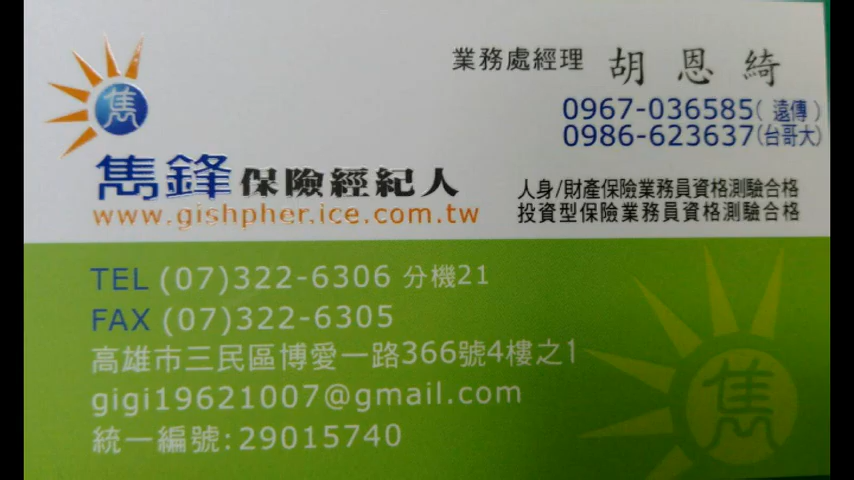 業務處經理 胡恩綺
0967-036585(遠傳)
0986-623637(台哥大)
雋
雋鋒保險經紀人
www.gishpher.ice.com.tw
人身/財產保險業務員資格測驗合格
投資型保險業務員資格測驗合格
TEL (07)322-6306 分機21
FAX (07)322-6305
高雄市三民區博愛一路366號4樓之1
gigi19621007@gmail.com
統一編號:29015740
雋